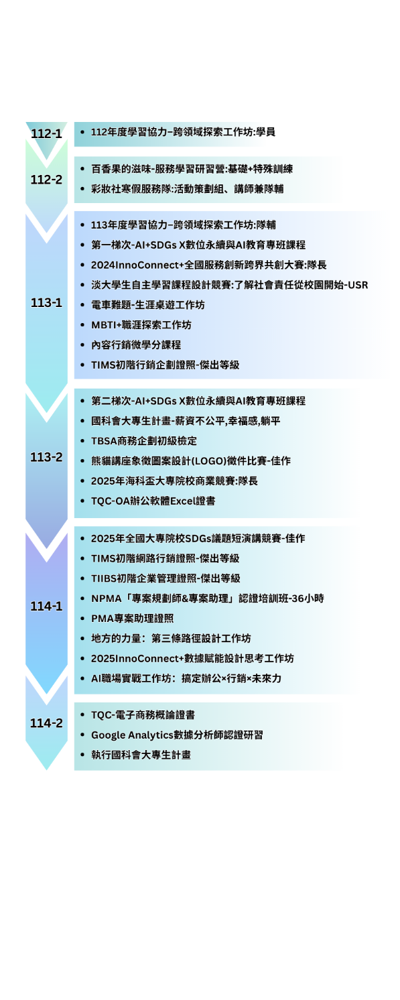 112-1
• 112年度學習協力–跨領域探索工作坊:學員
112-2
• 百香果的滋味-服務學習研習營:基礎+特殊訓練
• 彩妝社寒假服務隊:活動策劃組、講師兼隊輔
113-1
• 113年度學習協力–跨領域探索工作坊:隊輔
• 第一梯次-AI+SDGs X數位永續與AI教育專班課程
• 2024InnoConnect+全國服務創新跨界共創大賽:隊長
• 淡大學生自主學習課程設計競賽:了解社會責任從校園開始-USR
• 電車難題-生涯桌遊工作坊
• MBTI+職涯探索工作坊
• 內容行銷微學分課程
• TIMS初階行銷企劃證照-傑出等級
113-2
• 第二梯次-AI+SDGs X數位永續與AI教育專班課程
• 國科會大專生計畫-薪資不公平,幸福感,躺平
• TBSA商務企劃初級檢定
• 熊貓講座象徵圖案設計(LOGO)徵件比賽-佳作
• 2025年海科盃大專院校商業競賽:隊長
• TQC-OA辦公軟體Excel證書
114-1
• 2025年全國大專院校SDGs議題短演講競賽-佳作
• TIMS初階網路行銷證照-傑出等級
• TIIBS初階企業管理證照-傑出等級
• NPMA「專案規劃師&專案助理」認證培訓班-36小時
• PMA專案助理證照
• 地方的力量：第三條路徑設計工作坊
• 2025InnoConnect+數據賦能設計思考工作坊
• AI職場實戰工作坊：搞定辦公×行銷×未來力
114-2
• TQC-電子商務概論證書
• Google Analytics數據分析師認證研習
• 執行國科會大專生計畫